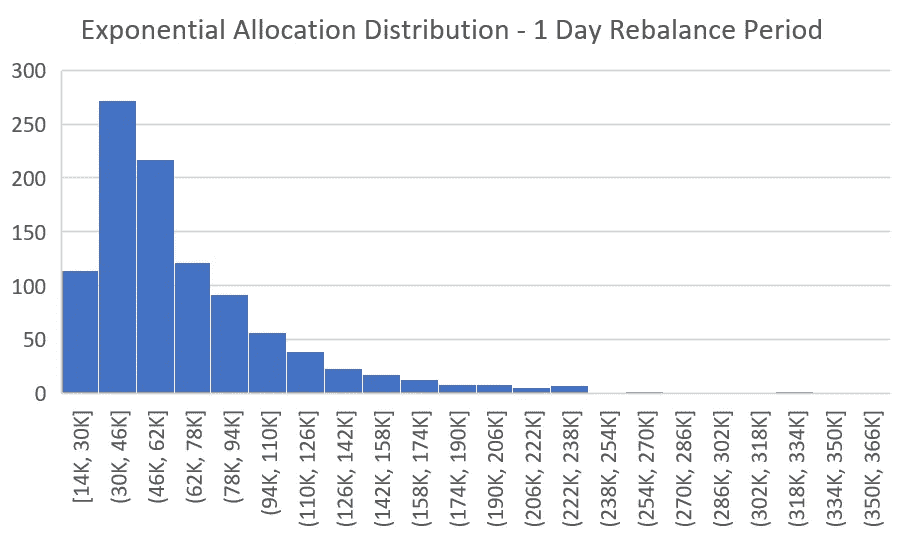 Exponential Allocation Distribution - 1 Day Rebalance Period
300
250
200
150
100
50
0
[14K, 30K]
(30K, 46K]
(46K, 62K]
(62K, 78K]
(78K, 94K]
(94K, 110K]
(110K, 126K]
(126K, 142K]
(142K, 158K]
(158K, 174K]
(174K, 190K]
(190K, 206K]
(206K, 222K]
(222K, 238K]
(238K, 254K]
(254K, 270K]
(270K, 286K]
(286K, 302K]
(302K, 318K]
(318K, 334K]
(334K, 350K]
(350K, 366K]